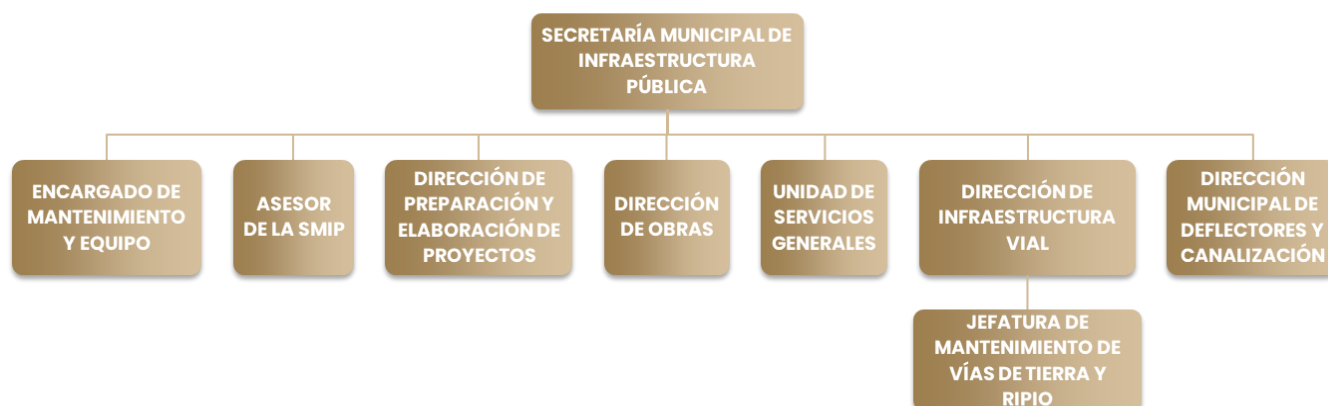 SECRETARÍA MUNICIPAL DE
INFRAESTRUCTURA
PÚBLICA
ENCARGADO DE
MANTENIMIENTO
Y EQUIPO
ASESOR
DE LA SMIP
DIRECCIÓN DE
PREPARACIÓN Y
ELABORACIÓN DE
PROYECTOS
DIRECCIÓN
DE OBRAS
UNIDAD DE
SERVICIOS
GENERALES
DIRECCIÓN DE
INFRAESTRUCTURA
VIAL
DIRECCIÓN
MUNICIPAL DE
DEFLECTORES Y
CANALIZACIÓN
JEFATURA DE
MANTENIMIENTO DE
VÍAS DE TIERRA Y
RIPIO